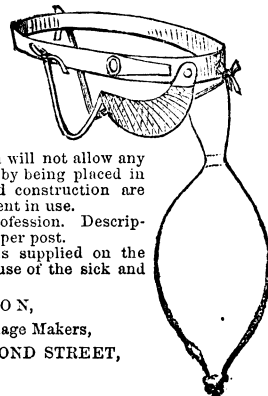 will not allow any
by being placed in
d construction are
ent in use.
ofession. Descrip-
per post.
s supplied on the
use of the sick and
O N,
age Makers,
OND STREET,